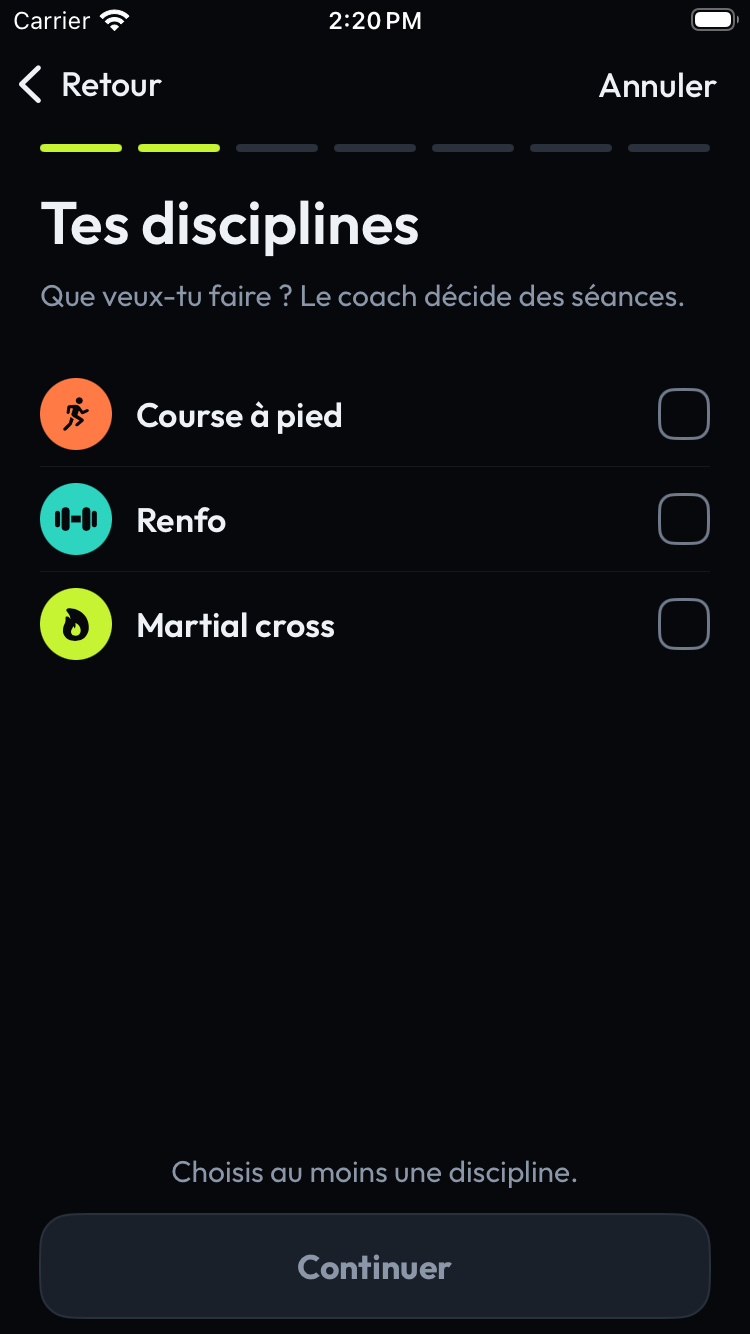 Carrier 2:20 PM
Retour Annuler
Tes disciplines
Que veux-tu faire ? Le coach décide des séances.
Course à pied
Renfo
Martial cross
Choisis au moins une discipline.
Continuer